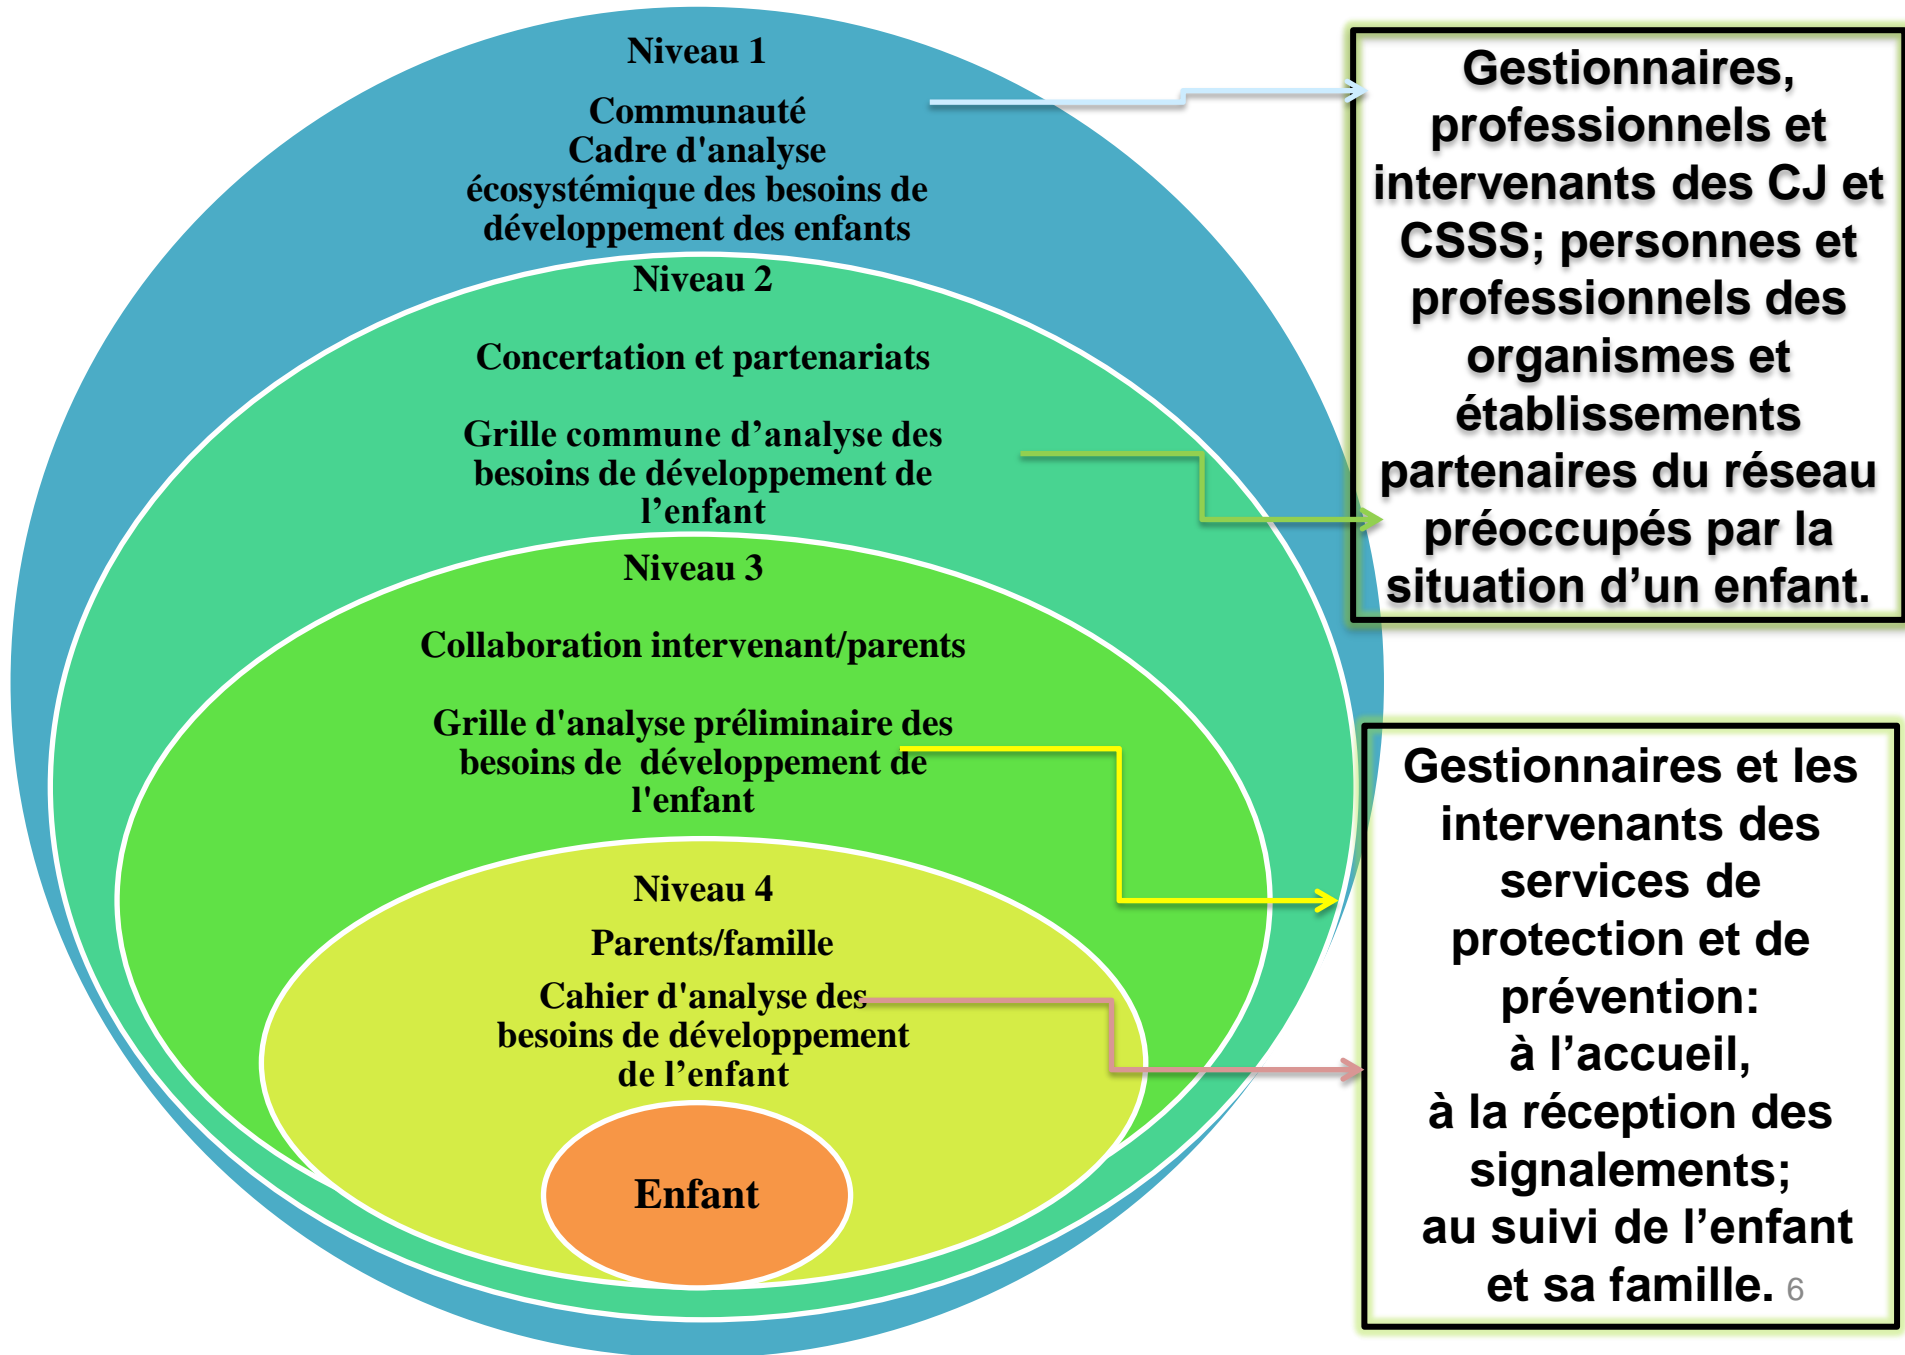 Niveau 1
Communauté
Cadre d'analyse
écosystémique des besoins de
développement des enfants
Niveau 2
Concertation et partenariats
Grille commune d’analyse des
besoins de développement de
l’enfant
Niveau 3
Collaboration intervenant/parents
Grille d'analyse préliminaire des
besoins de développement de
l'enfant
Niveau 4
Parents/famille
Cahier d'analyse des
besoins de développement
de l’enfant
Enfant
Gestionnaires,
professionnels et
intervenants des CJ et
CSSS; personnes et
professionnels des
organismes et
établissements
partenaires du réseau
préoccupés par la
situation d’un enfant.
Gestionnaires et les
intervenants des
services de
protection et de
prévention:
à l’accueil,
à la réception des
signalements;
au suivi de l’enfant
et sa famille. 6